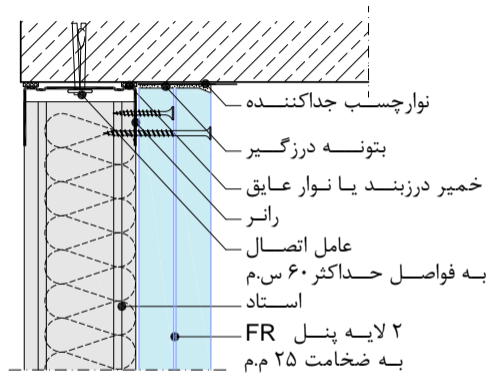 نوارچسب جداکننده
بتونه درزگیر
خمیر درزبند یا نوار عایق
رانر
عامل اتصال
به فواصل حداکثر ۶۰ س.م
استاد
۲ لایه پنل FR
به ضخامت ۲۵ م.م